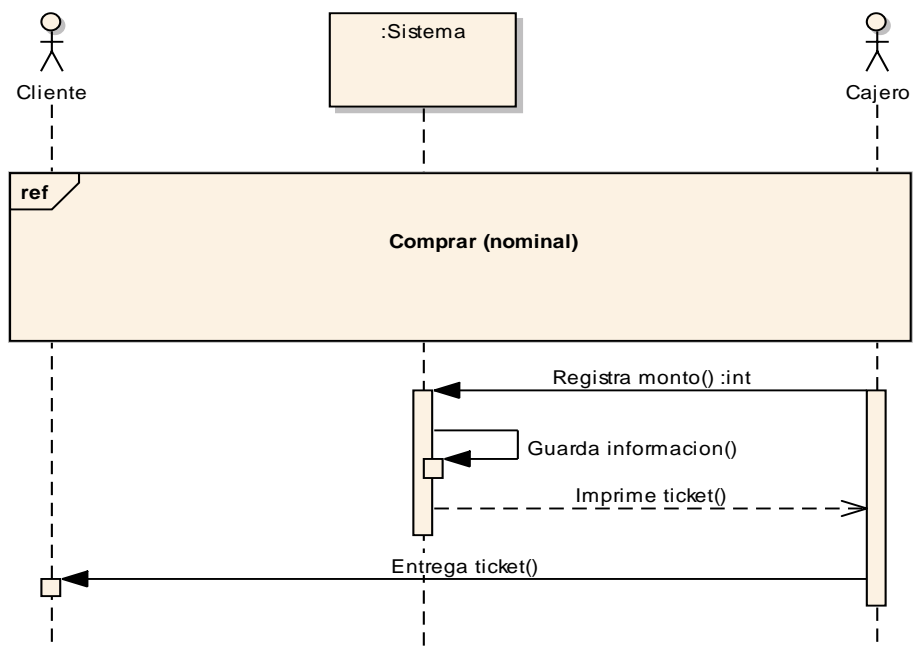 :Sistema
Cliente
Cajero
ref
Comprar (nominal)
Registra monto() :int
Guarda informacion()
Imprime ticket()
Entrega ticket()